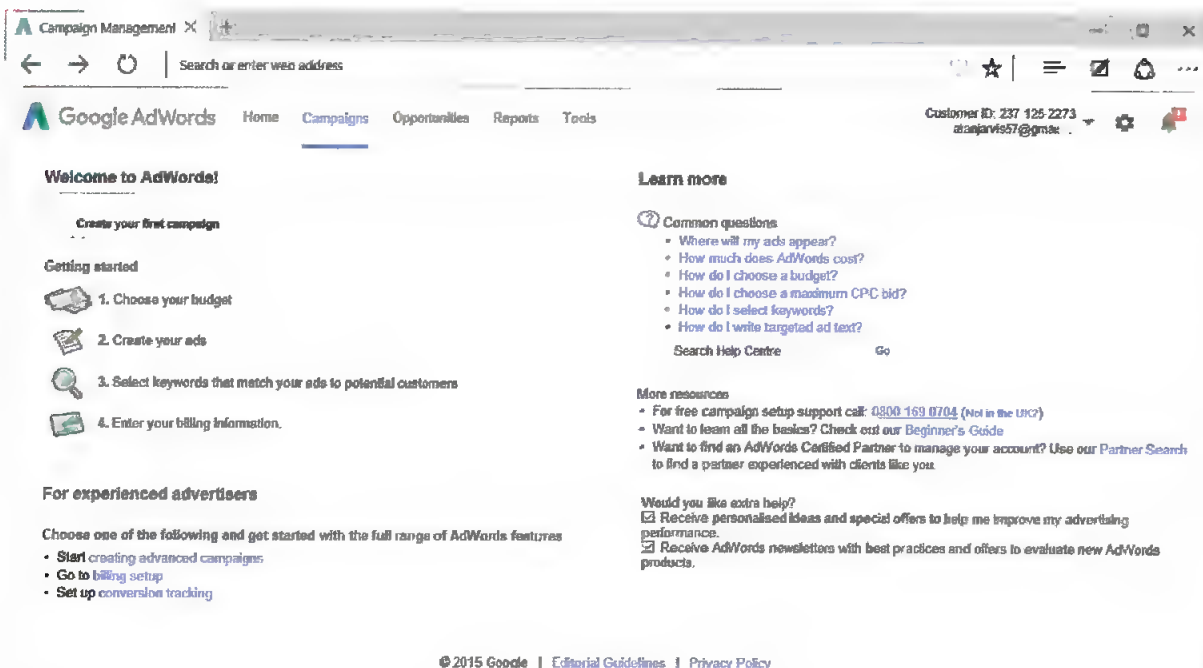 Campaign Management
Search or enter web address
Google AdWords Home Campaigns Opportunities Reports Tools
Customer ID: 237 125 2273
Welcome to AdWords!
Create your first campaign
Getting started
1. Choose your budget
2. Create your ads
3. Select keywords that match your ads to potential customers
4. Enter your billing information.
For experienced advertisers
Choose one of the following and get started with the full range of AdWords features
• Start creating advanced campaigns
• Go to billing setup
• Set up conversion tracking
Learn more
Common questions
• Where will my ads appear?
• How much does AdWords cost?
• How do I choose a budget?
• How do I choose a maximum CPC bid?
• How do I select keywords?
• How do I write targeted ad text?
Search Help Centre Go
More resources
• For free campaign setup support call: 0800 169 0704 (Not in the UK?)
• Want to learn all the basics? Check out our Beginner's Guide
• Want to find an AdWords Certified Partner to manage your account? Use our Partner Search
to find a partner experienced with clients like you
Would you like extra help?
Receive personalised ideas and special offers to help me improve my advertising
performance.
Receive AdWords newsletters with best practices and offers to evaluate new AdWords
products.
© 2015 Google | Editorial Guidelines | Privacy Policy